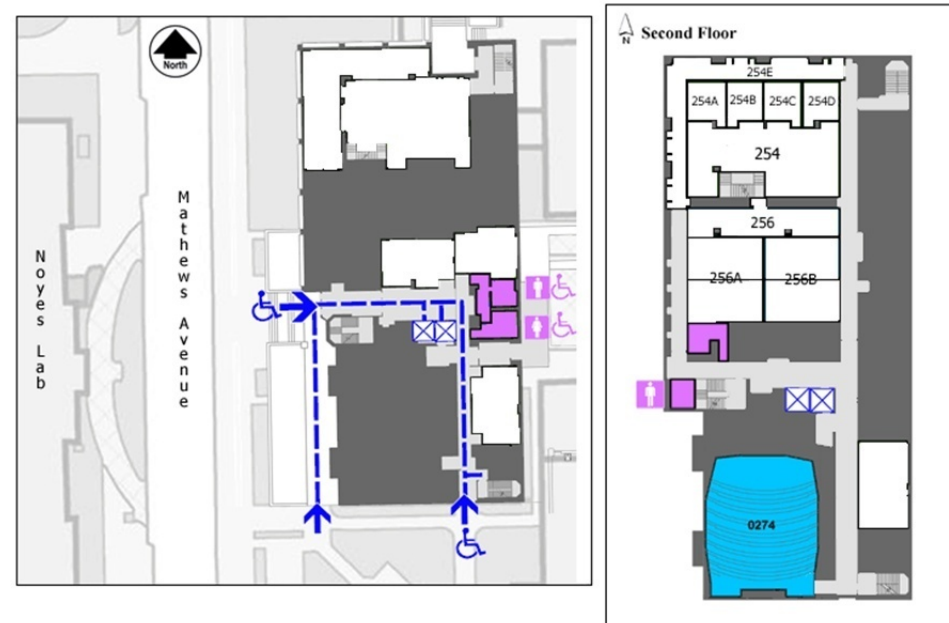 North
Mathews Avenue
Noyes Lab
N
Second Floor
254E
254A
254B
254C
254D
254
256
256A
256B
0274